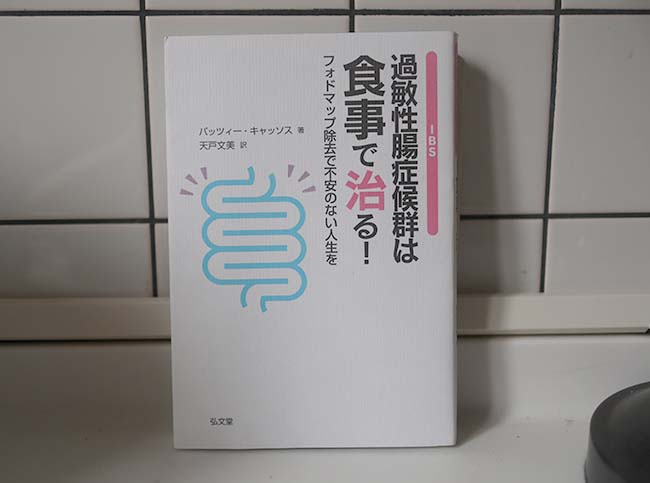 IBS
過敏性腸症候群は
食事で治る！
フォドマップ除去で不安のない人生を
パッツィー・キャッソス 著
天戸文美 訳
弘文堂